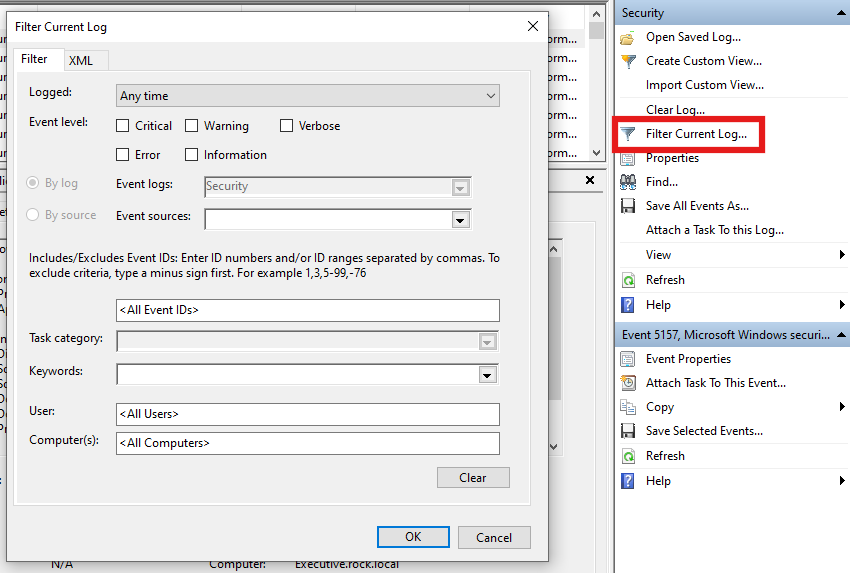 Filter Current Log
Filter
XML
Logged:
Any time
Event level:
Critical
Warning
Verbose
Error
Information
By log
Event logs:
Security
By source
Event sources:
Includes/Excludes Event IDs: Enter ID numbers and/or ID ranges separated by commas. To
exclude criteria, type a minus sign first. For example 1,3,5-99,-76
<All Event IDs>
Task category:
Keywords:
User:
<All Users>
Computer(s):
<All Computers>
Clear
OK
Cancel
N/A
Computer:
Executive.rock.local
Security
Open Saved Log...
Create Custom View...
Import Custom View...
Clear Log...
Filter Current Log...
Properties
Find...
Save All Events As...
Attach a Task To this Log...
View
Refresh
Help
Event 5157, Microsoft Windows securi...
Event Properties
Attach Task To This Event...
Copy
Save Selected Events...
Refresh
Help